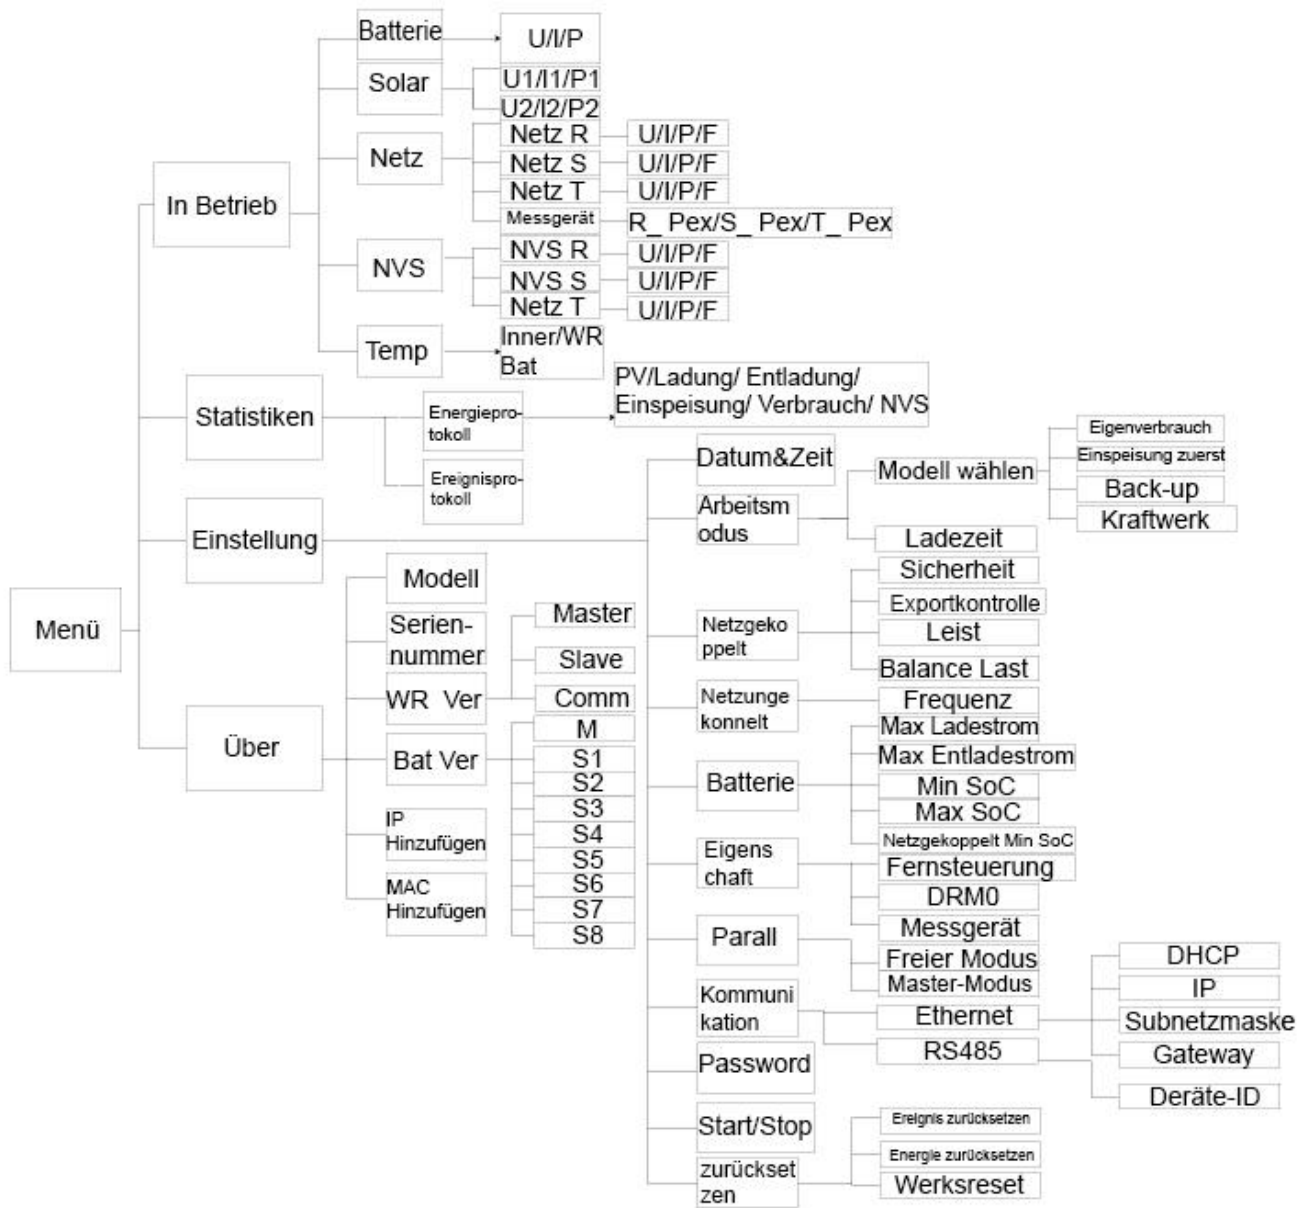 Menü
In Betrieb
Batterie
U/I/P
Solar
U1/I1/P1
U2/I2/P2
Netz
Netz R
U/I/P/F
Netz S
U/I/P/F
Netz T
U/I/P/F
Messgerät
R_ Pex/S_ Pex/T_ Pex
NVS
NVS R
U/I/P/F
NVS S
U/I/P/F
Netz T
U/I/P/F
Temp
Inner/WR
Bat
Statistiken
Energiepro-
tokoll
PV/Ladung/ Entladung/
Einspeisung/ Verbrauch/ NVS
Ereignispro-
tokoll
Einstellung
Datum&Zeit
Arbeitsm
odus
Modell wählen
Eigenverbrauch
Einspeisung zuerst
Back-up
Kraftwerk
Ladezeit
Netzgeko
ppelt
Sicherheit
Exportkontrolle
Leist
Balance Last
Netzunge
konnelt
Frequenz
Batterie
Max Ladestrom
Max Entladestrom
Min SoC
Max SoC
Netzgekoppelt Min SoC
Eigens
chaft
Fernsteuerung
DRM0
Messgerät
Parall
Freier Modus
Master-Modus
Kommuni
kation
Ethernet
DHCP
IP
Subnetzmaske
Gateway
RS485
Deräte-ID
Password
Start/Stop
zurückset
zen
Ereignis zurücksetzen
Energie zurücksetzen
Werksreset
Über
Modell
Serien-
nummer
WR Ver
Master
Slave
Comm
Bat Ver
M
S1
S2
S3
S4
S5
S6
S7
S8
IP
Hinzufügen
MAC
Hinzufügen